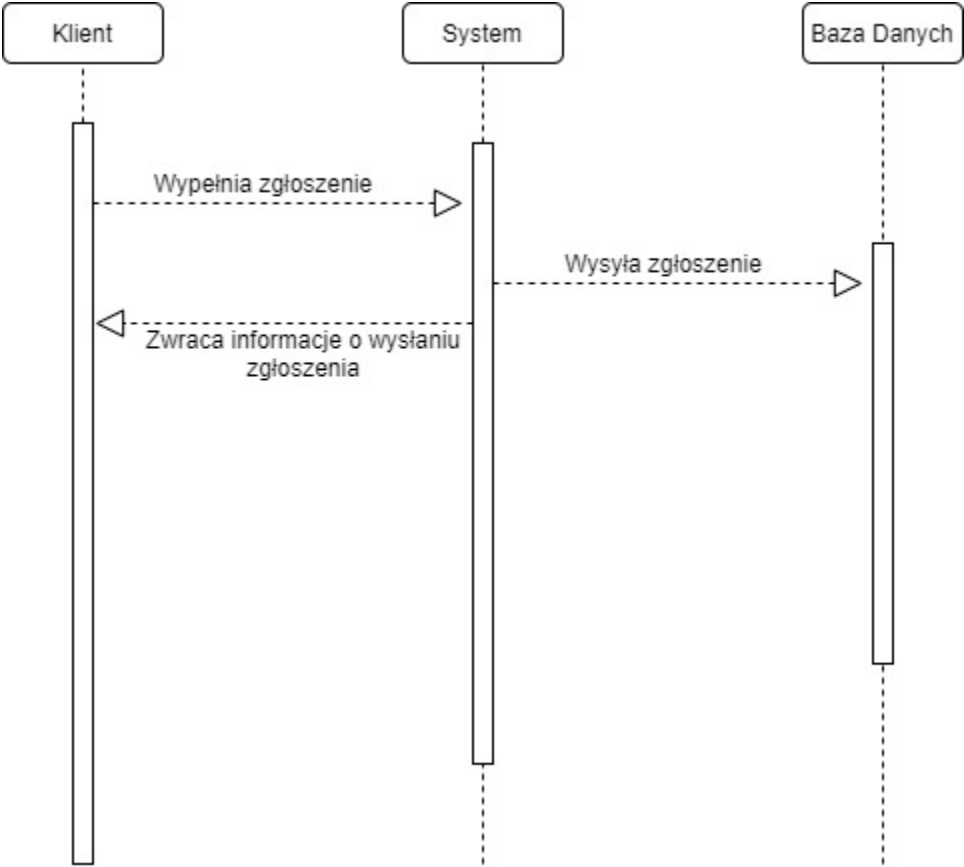 Klient
System
Baza Danych
Wypełnia zgłoszenie
Wysyła zgłoszenie
Zwraca informacje o wysłaniu
zgłoszenia